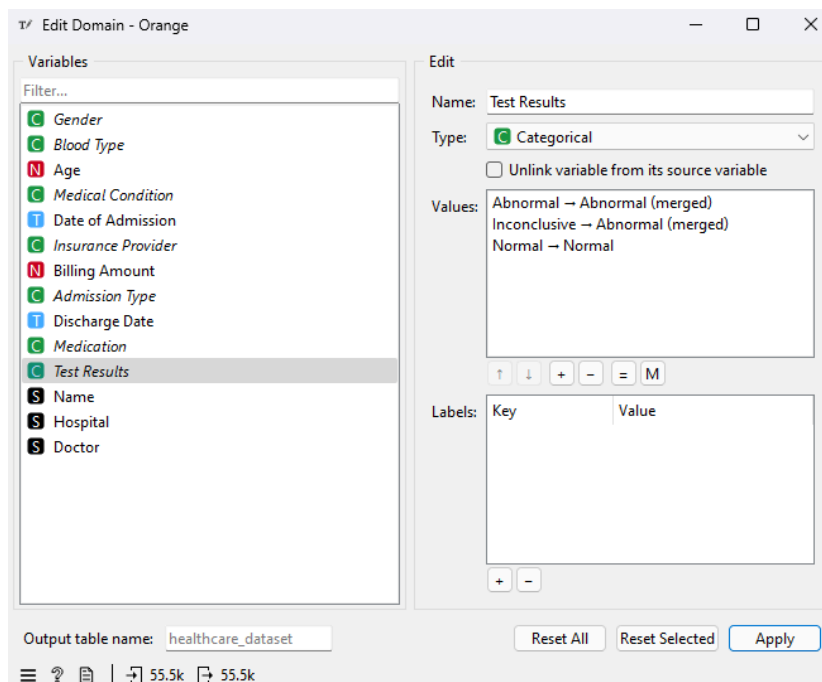 Edit Domain - Orange
Variables
Filter...
C Gender
C Blood Type
N Age
C Medical Condition
T Date of Admission
C Insurance Provider
N Billing Amount
C Admission Type
T Discharge Date
C Medication
C Test Results
S Name
S Hospital
S Doctor
Edit
Name: Test Results
Type: C Categorical
Unlink variable from its source variable
Values: Abnormal → Abnormal (merged)
Inconclusive → Abnormal (merged)
Normal → Normal
↑ ↓ + − = M
Labels: Key Value
+ −
Output table name: healthcare_dataset
Reset All Reset Selected Apply
? 55.5k 55.5k